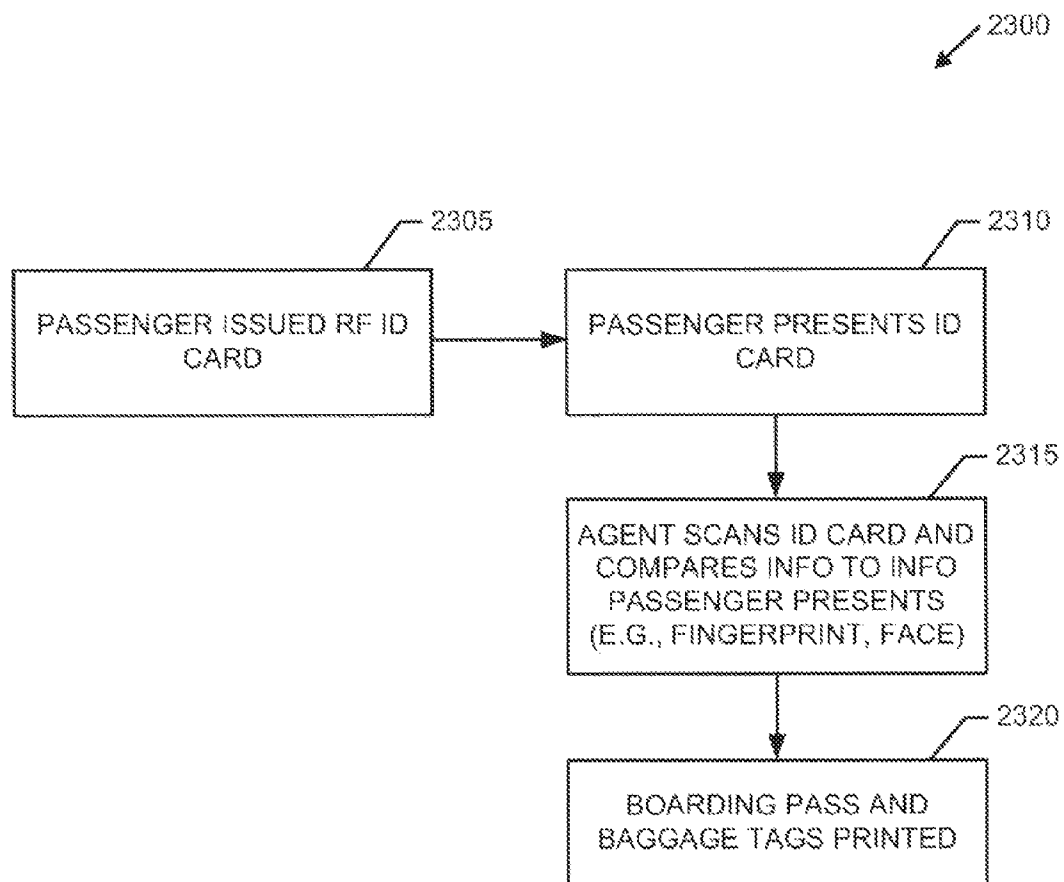 2300
2305
PASSENGER ISSUED RF ID
CARD
2310
PASSENGER PRESENTS ID
CARD
2315
AGENT SCANS ID CARD AND
COMPARES INFO TO INFO
PASSENGER PRESENTS
(E.G., FINGERPRINT, FACE)
2320
BOARDING PASS AND
BAGGAGE TAGS PRINTED